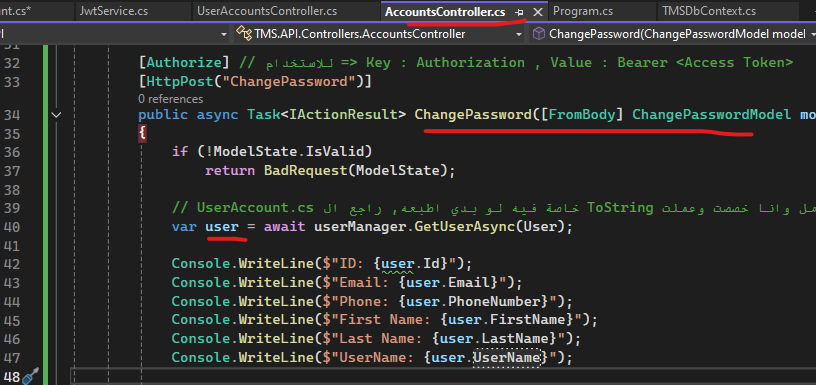 unt.cs*
JwtService.cs
UserAccountsController.cs
AccountsController.cs
Program.cs
TMSDbContext.cs
TMS.API.Controllers.AccountsController
ChangePassword(ChangePasswordModel model
32 [Authorize] // للاستخدام => Key : Authorization , Value : Bearer <Access Token>
33 [HttpPost("ChangePassword")]
0 references
34 public async Task<IActionResult> ChangePassword([FromBody] ChangePasswordModel mo
35 {
36 if (!ModelState.IsValid)
37 return BadRequest(ModelState);
38
39 // UserAccount.cs خاصة فيه لو بدي اطبعه, راجع ال ToString وانا خصصت وعملت
40 var user = await userManager.GetUserAsync(User);
41
42 Console.WriteLine($"ID: {user.Id}");
43 Console.WriteLine($"Email: {user.Email}");
44 Console.WriteLine($"Phone: {user.PhoneNumber}");
45 Console.WriteLine($"First Name: {user.FirstName}");
46 Console.WriteLine($"Last Name: {user.LastName}");
47 Console.WriteLine($"UserName: {user.UserName}");
48